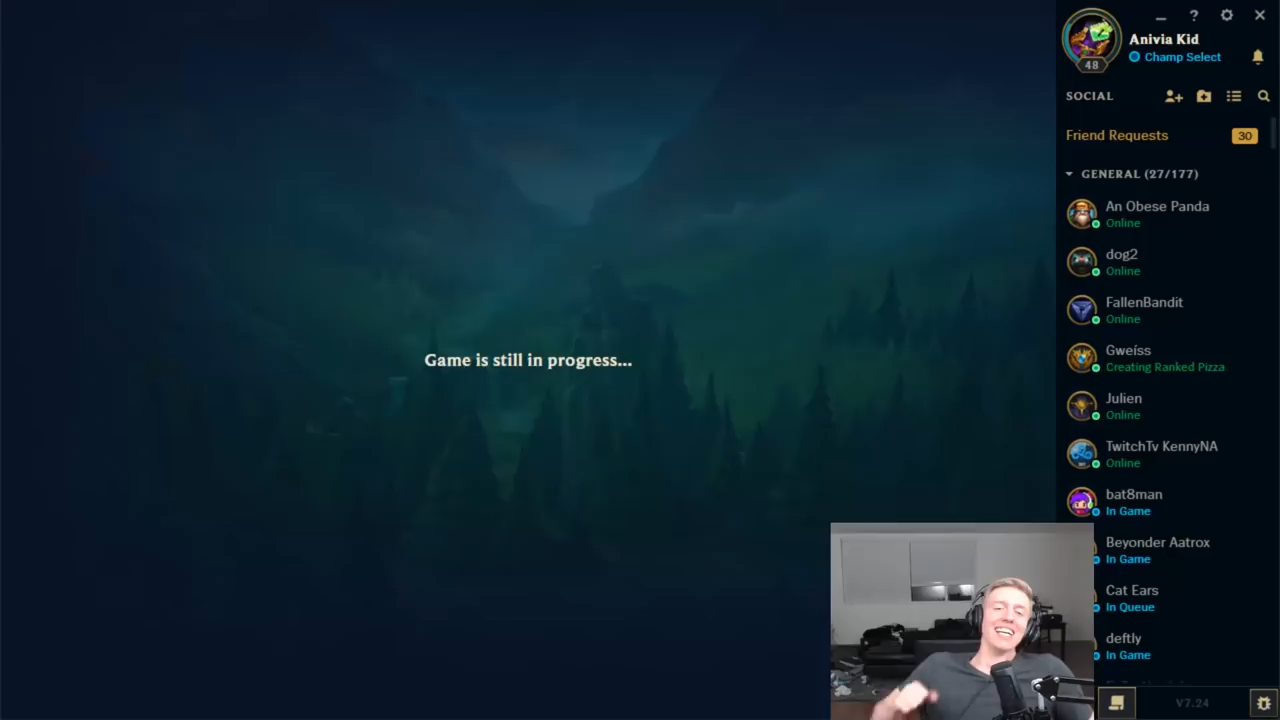 Anivia Kid
48
Champ Select
SOCIAL
Friend Requests
30
GENERAL (27/177)
An Obese Panda
Online
dog2
Online
FallenBandit
Online
Gweiss
Creating Ranked Pizza
Julien
Online
TwitchTv KennyNA
Online
bat8man
In Game
Beyonder Aatrox
In Game
Cat Ears
In Queue
deftly
In Game
Game is still in progress...
V7.24